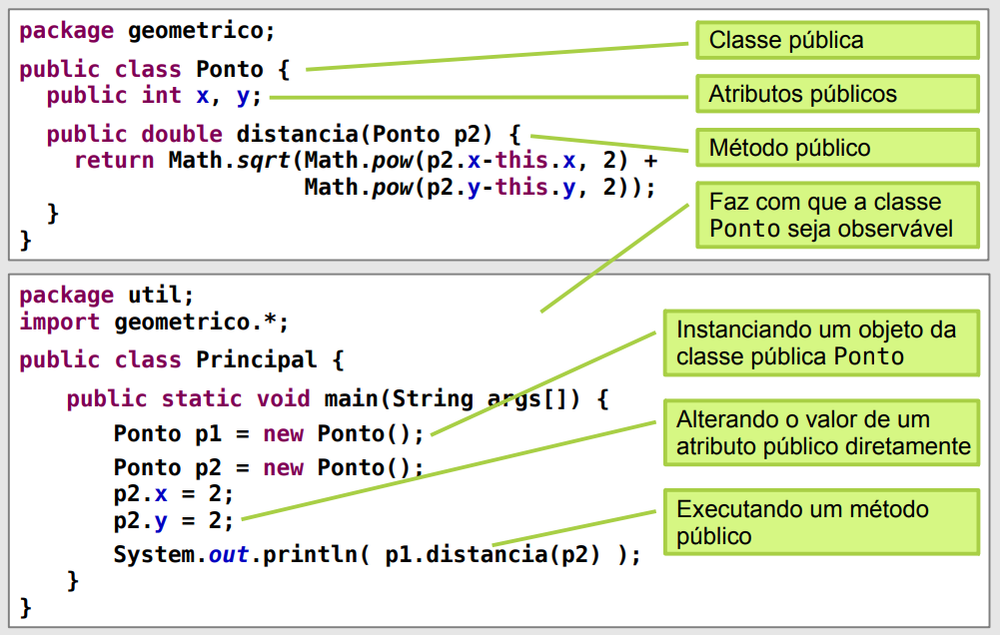 package geometrico;
public class Ponto {
public int x, y;
public double distancia(Ponto p2) {
return Math.sqrt(Math.pow(p2.x-this.x, 2) +
Math.pow(p2.y-this.y, 2));
}
}
Classe pública
Atributos públicos
Método público
Faz com que a classe
Ponto seja observável
package util;
import geometrico.*;
public class Principal {
public static void main(String args[]) {
Ponto p1 = new Ponto();
Ponto p2 = new Ponto();
p2.x = 2;
p2.y = 2;
System.out.println( p1.distancia(p2) );
}
}
Instanciando um objeto da
classe pública Ponto
Alterando o valor de um
atributo público diretamente
Executando um método
público